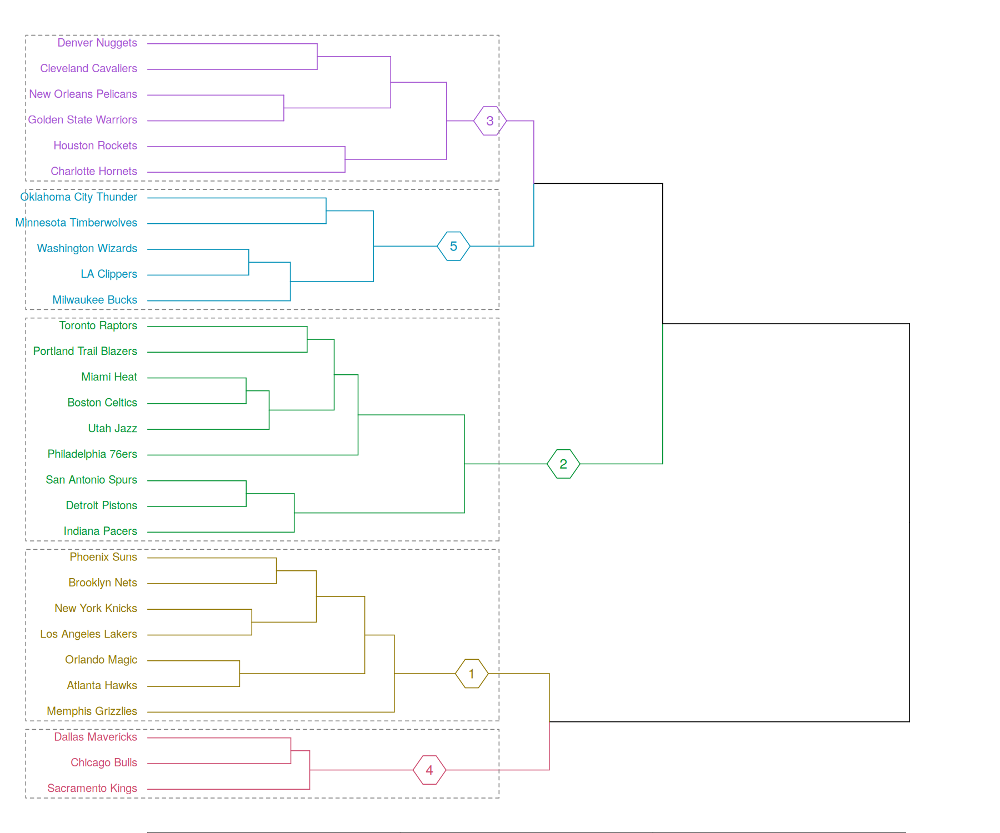 Denver Nuggets
Cleveland Cavaliers
New Orleans Pelicans
Golden State Warriors
3
Houston Rockets
Charlotte Hornets
Oklahoma City Thunder
Minnesota Timberwolves
Washington Wizards
5
LA Clippers
Milwaukee Bucks
Toronto Raptors
Portland Trail Blazers
Miami Heat
Boston Celtics
Utah Jazz
Philadelphia 76ers
2
San Antonio Spurs
Detroit Pistons
Indiana Pacers
Phoenix Suns
Brooklyn Nets
New York Knicks
Los Angeles Lakers
Orlando Magic
1
Atlanta Hawks
Memphis Grizzlies
Dallas Mavericks
Chicago Bulls
4
Sacramento Kings